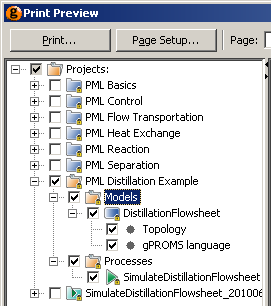 Print Preview
Print... Page Setup... Page:
Projects:
PML Basics
PML Control
PML Flow Transportation
PML Heat Exchange
PML Reaction
PML Separation
PML Distillation Example
Models
DistillationFlowsheet
Topology
gPROMS language
Processes
SimulateDistillationFlowsheet
SimulateDistillationFlowsheet_201006